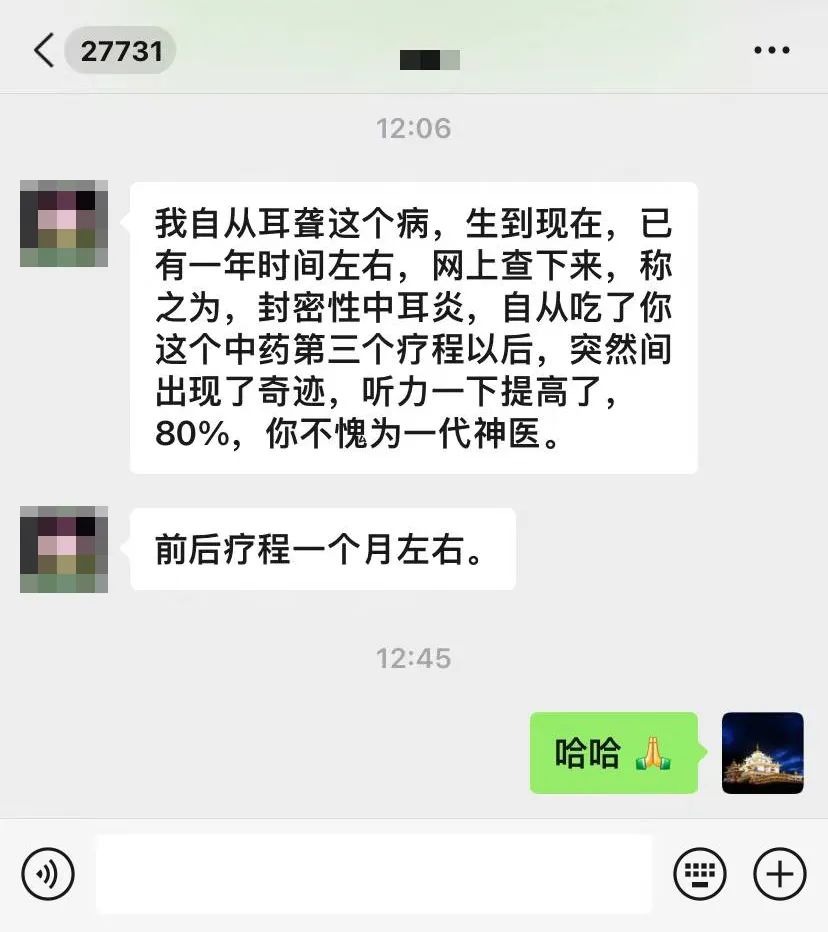 27731
12:06
我自从耳聋这个病，生到现在，已
有一年时间左右，网上查下来，称
之为，封密性中耳炎，自从吃了你
这个中药第三个疗程以后，突然间
出现了奇迹，听力一下提高了，
80%，你不愧为一代神医。
前后疗程一个月左右。
12:45
哈哈 🙏